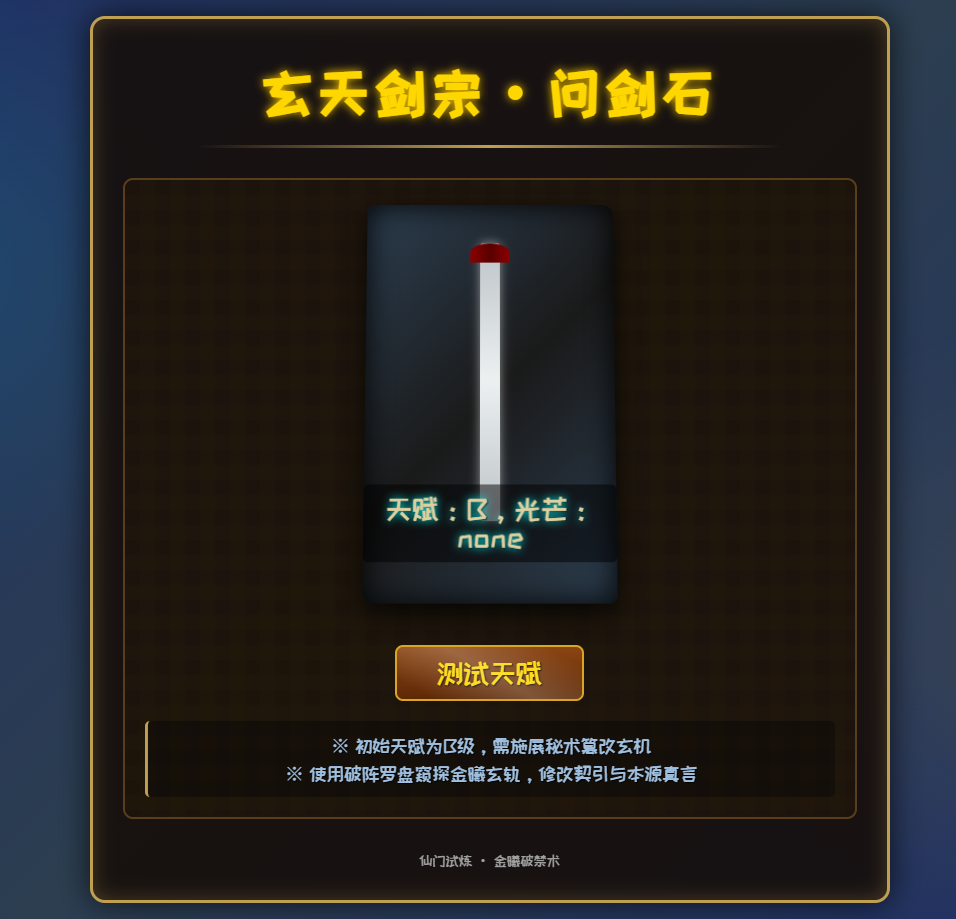 玄天剑宗·问剑石
天赋：B，光芒：
none
测试天赋
※ 初始天赋为B级，需施展秘术篡改玄机
※ 使用破阵罗盘窥探金曦玄轨，修改契引与本源真言
仙门试炼 · 金曦破禁术